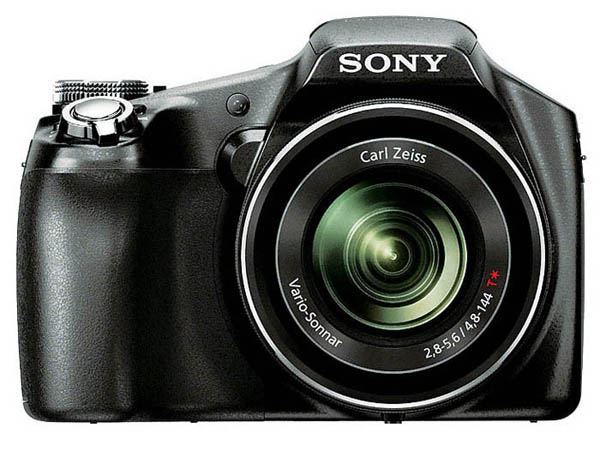 SONY
Carl Zeiss
Vario-Sonnar
2,8-5,6 / 4,8-144 T*